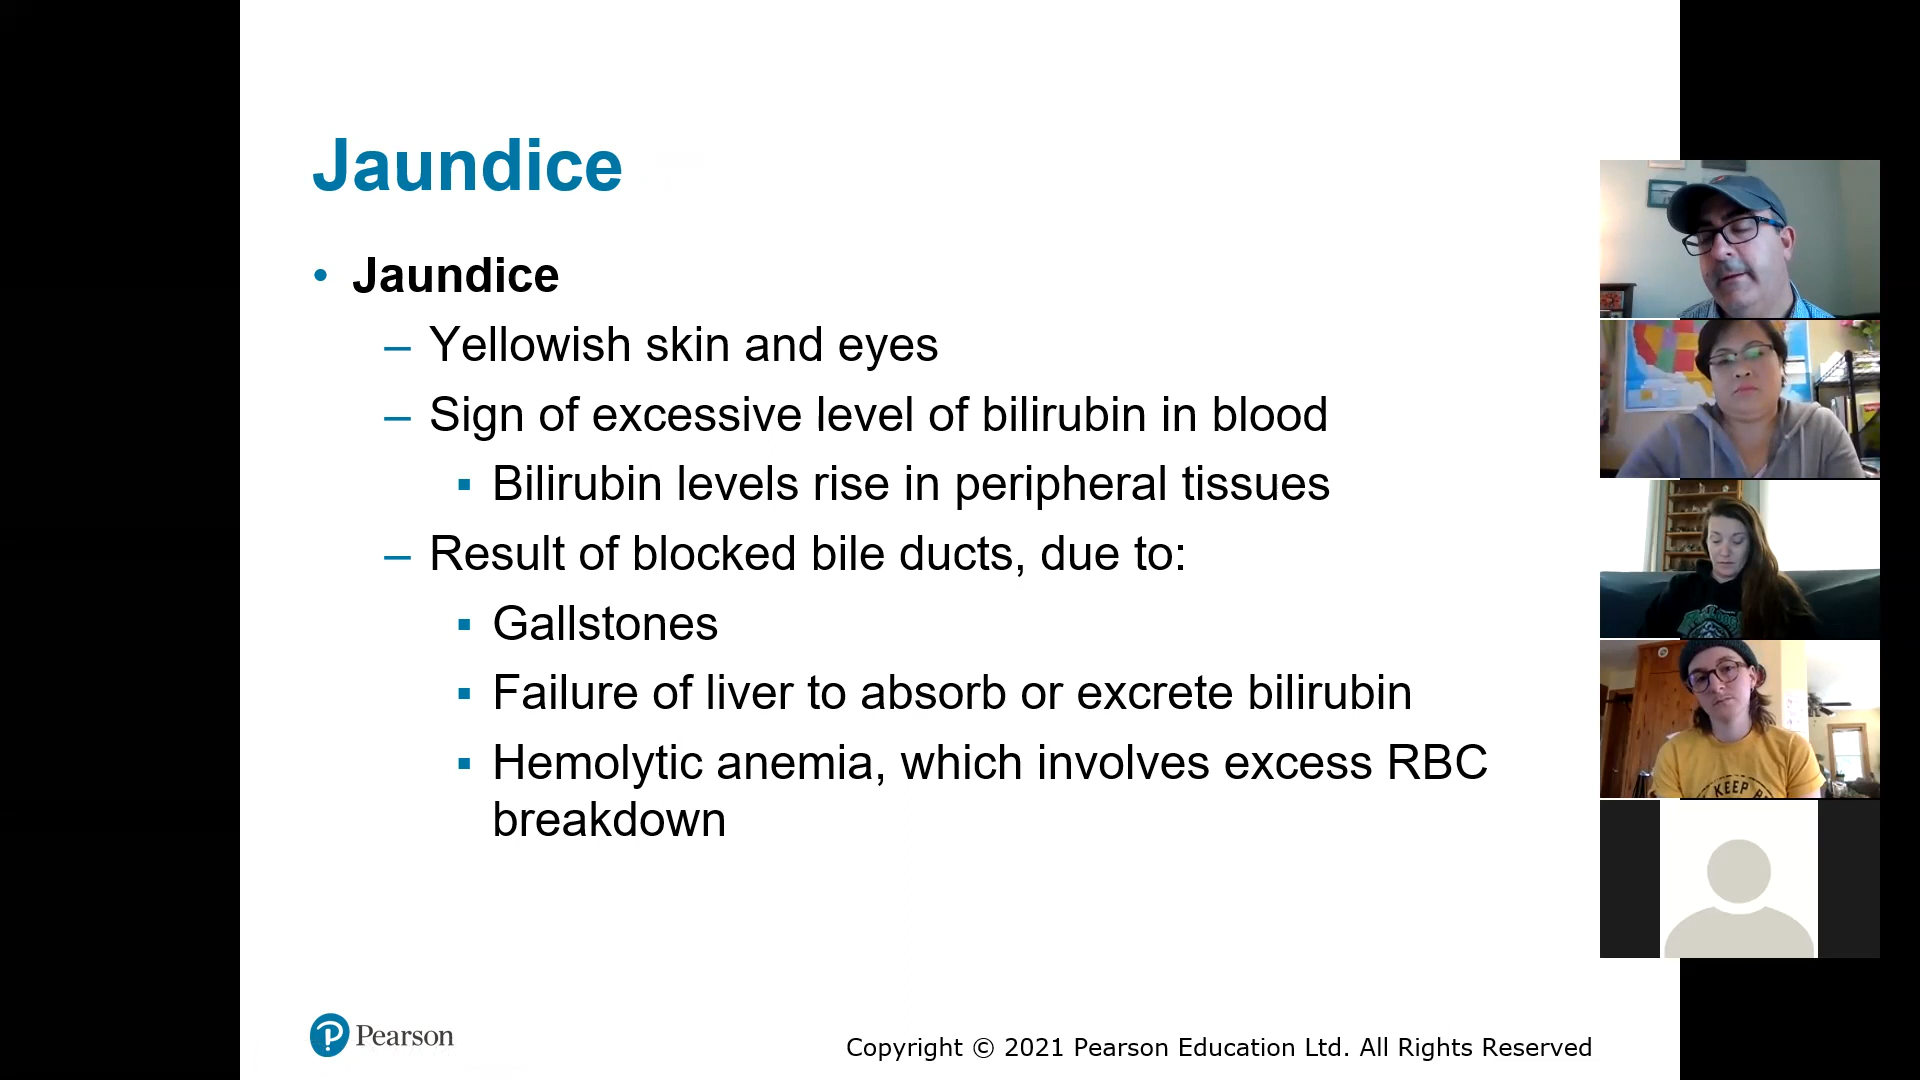 Jaundice
• Jaundice
– Yellowish skin and eyes
– Sign of excessive level of bilirubin in blood
▪ Bilirubin levels rise in peripheral tissues
– Result of blocked bile ducts, due to:
▪ Gallstones
▪ Failure of liver to absorb or excrete bilirubin
▪ Hemolytic anemia, which involves excess RBC
breakdown
Pearson
Copyright © 2021 Pearson Education Ltd. All Rights Reserved
KEEP